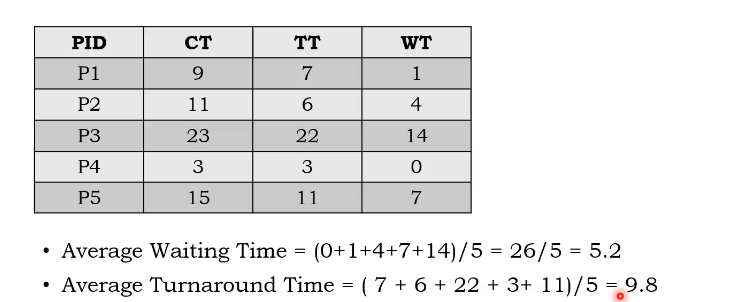 PID CT TT WT
P1 9 7 1
P2 11 6 4
P3 23 22 14
P4 3 3 0
P5 15 11 7
• Average Waiting Time = (0+1+4+7+14)/5 = 26/5 = 5.2
• Average Turnaround Time = ( 7 + 6 + 22 + 3+ 11)/5 = 9.8